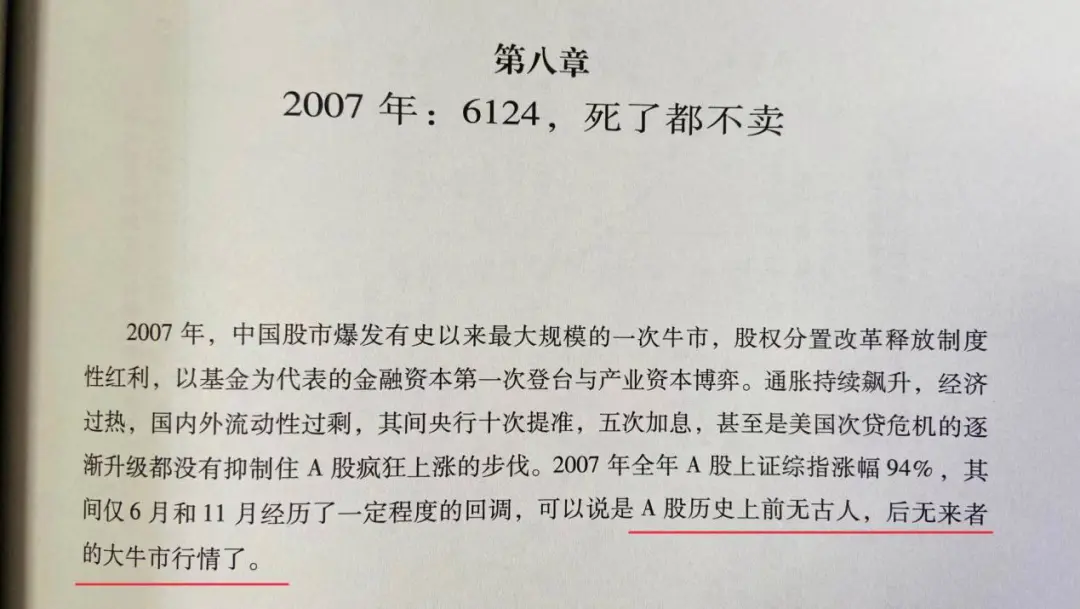 第八章
2007 年：6124，死了都不卖
2007 年，中国股市爆发有史以来最大规模的一次牛市，股权分置改革释放制度
性红利，以基金为代表的金融资本第一次登台与产业资本博弈。通胀持续飙升，经济
过热，国内外流动性过剩，其间央行十次提准，五次加息，甚至是美国次贷危机的逐
渐升级都没有抑制住 A 股疯狂上涨的步伐。2007 年全年 A 股上证综指涨幅 94%，其
间仅 6 月和 11 月经历了一定程度的回调，可以说是 A 股历史上前无古人，后无来者
的大牛市行情了。